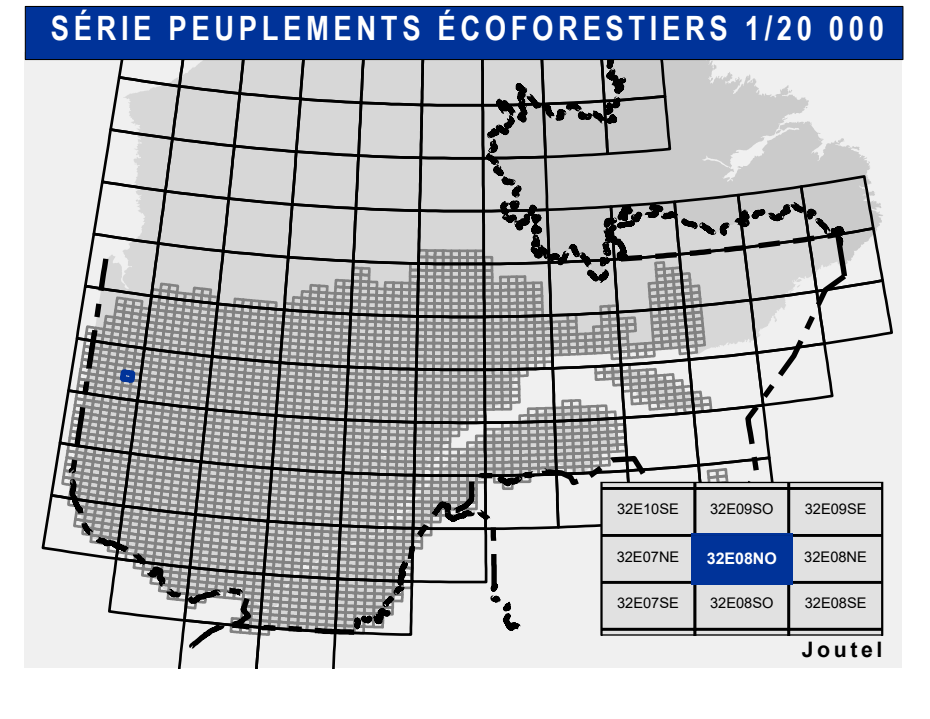 SÉRIE PEUPLEMENTS ÉCOFORESTIERS 1/20 000
32E10SE 32E09SO 32E09SE
32E07NE 32E08NO 32E08NE
32E07SE 32E08SO 32E08SE
Joutel